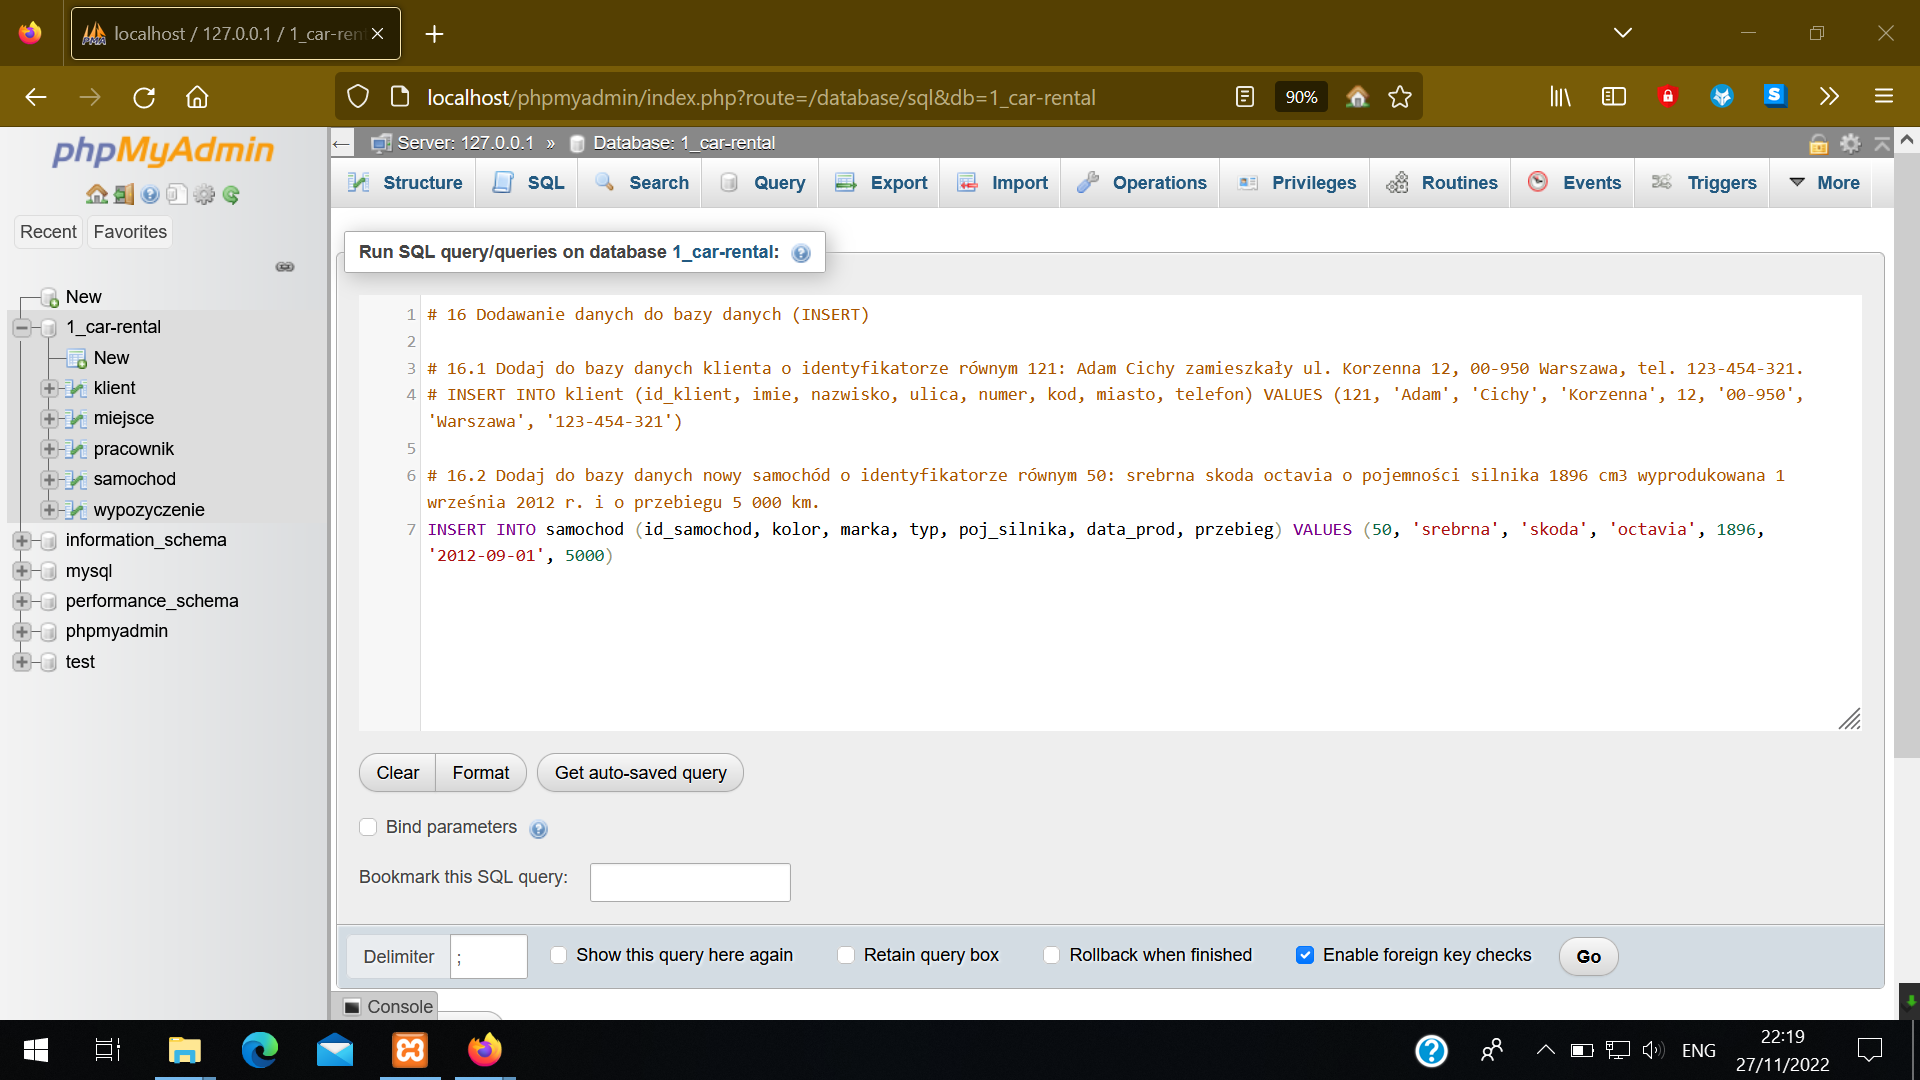 localhost / 127.0.0.1 / 1_car-ren
localhost/phpmyadmin/index.php?route=/database/sql&db=1_car-rental
90%
phpMyAdmin
Recent
Favorites
New
1_car-rental
New
klient
miejsce
pracownik
samochod
wypozyczenie
information_schema
mysql
performance_schema
phpmyadmin
test
Server: 127.0.0.1 » Database: 1_car-rental
Structure
SQL
Search
Query
Export
Import
Operations
Privileges
Routines
Events
Triggers
More
Run SQL query/queries on database 1_car-rental:
1 # 16 Dodawanie danych do bazy danych (INSERT)
2
3 # 16.1 Dodaj do bazy danych klienta o identyfikatorze równym 121: Adam Cichy zamieszkały ul. Korzenna 12, 00-950 Warszawa, tel. 123-454-321.
4 # INSERT INTO klient (id_klient, imie, nazwisko, ulica, numer, kod, miasto, telefon) VALUES (121, 'Adam', 'Cichy', 'Korzenna', 12, '00-950',
'Warszawa', '123-454-321')
5
6 # 16.2 Dodaj do bazy danych nowy samochód o identyfikatorze równym 50: srebrna skoda octavia o pojemności silnika 1896 cm3 wyprodukowana 1
września 2012 r. i o przebiegu 5 000 km.
7 INSERT INTO samochod (id_samochod, kolor, marka, typ, poj_silnika, data_prod, przebieg) VALUES (50, 'srebrna', 'skoda', 'octavia', 1896,
'2012-09-01', 5000)
Clear
Format
Get auto-saved query
Bind parameters
Bookmark this SQL query:
Delimiter
;
Show this query here again
Retain query box
Rollback when finished
Enable foreign key checks
Go
Console
ENG
22:19
27/11/2022